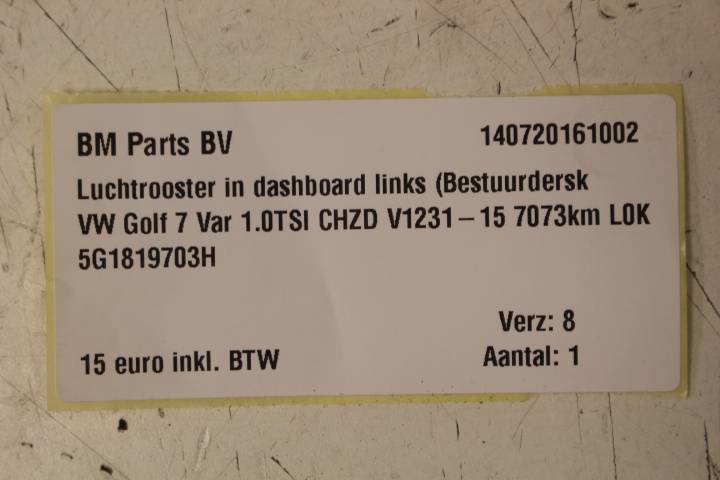 BM Parts BV 140720161002
Luchtrooster in dashboard links (Bestuurdersk
VW Golf 7 Var 1.0TSI CHZD V1231-15 7073km L0K
5G1819703H
Verz: 8
15 euro inkl. BTW Aantal: 1